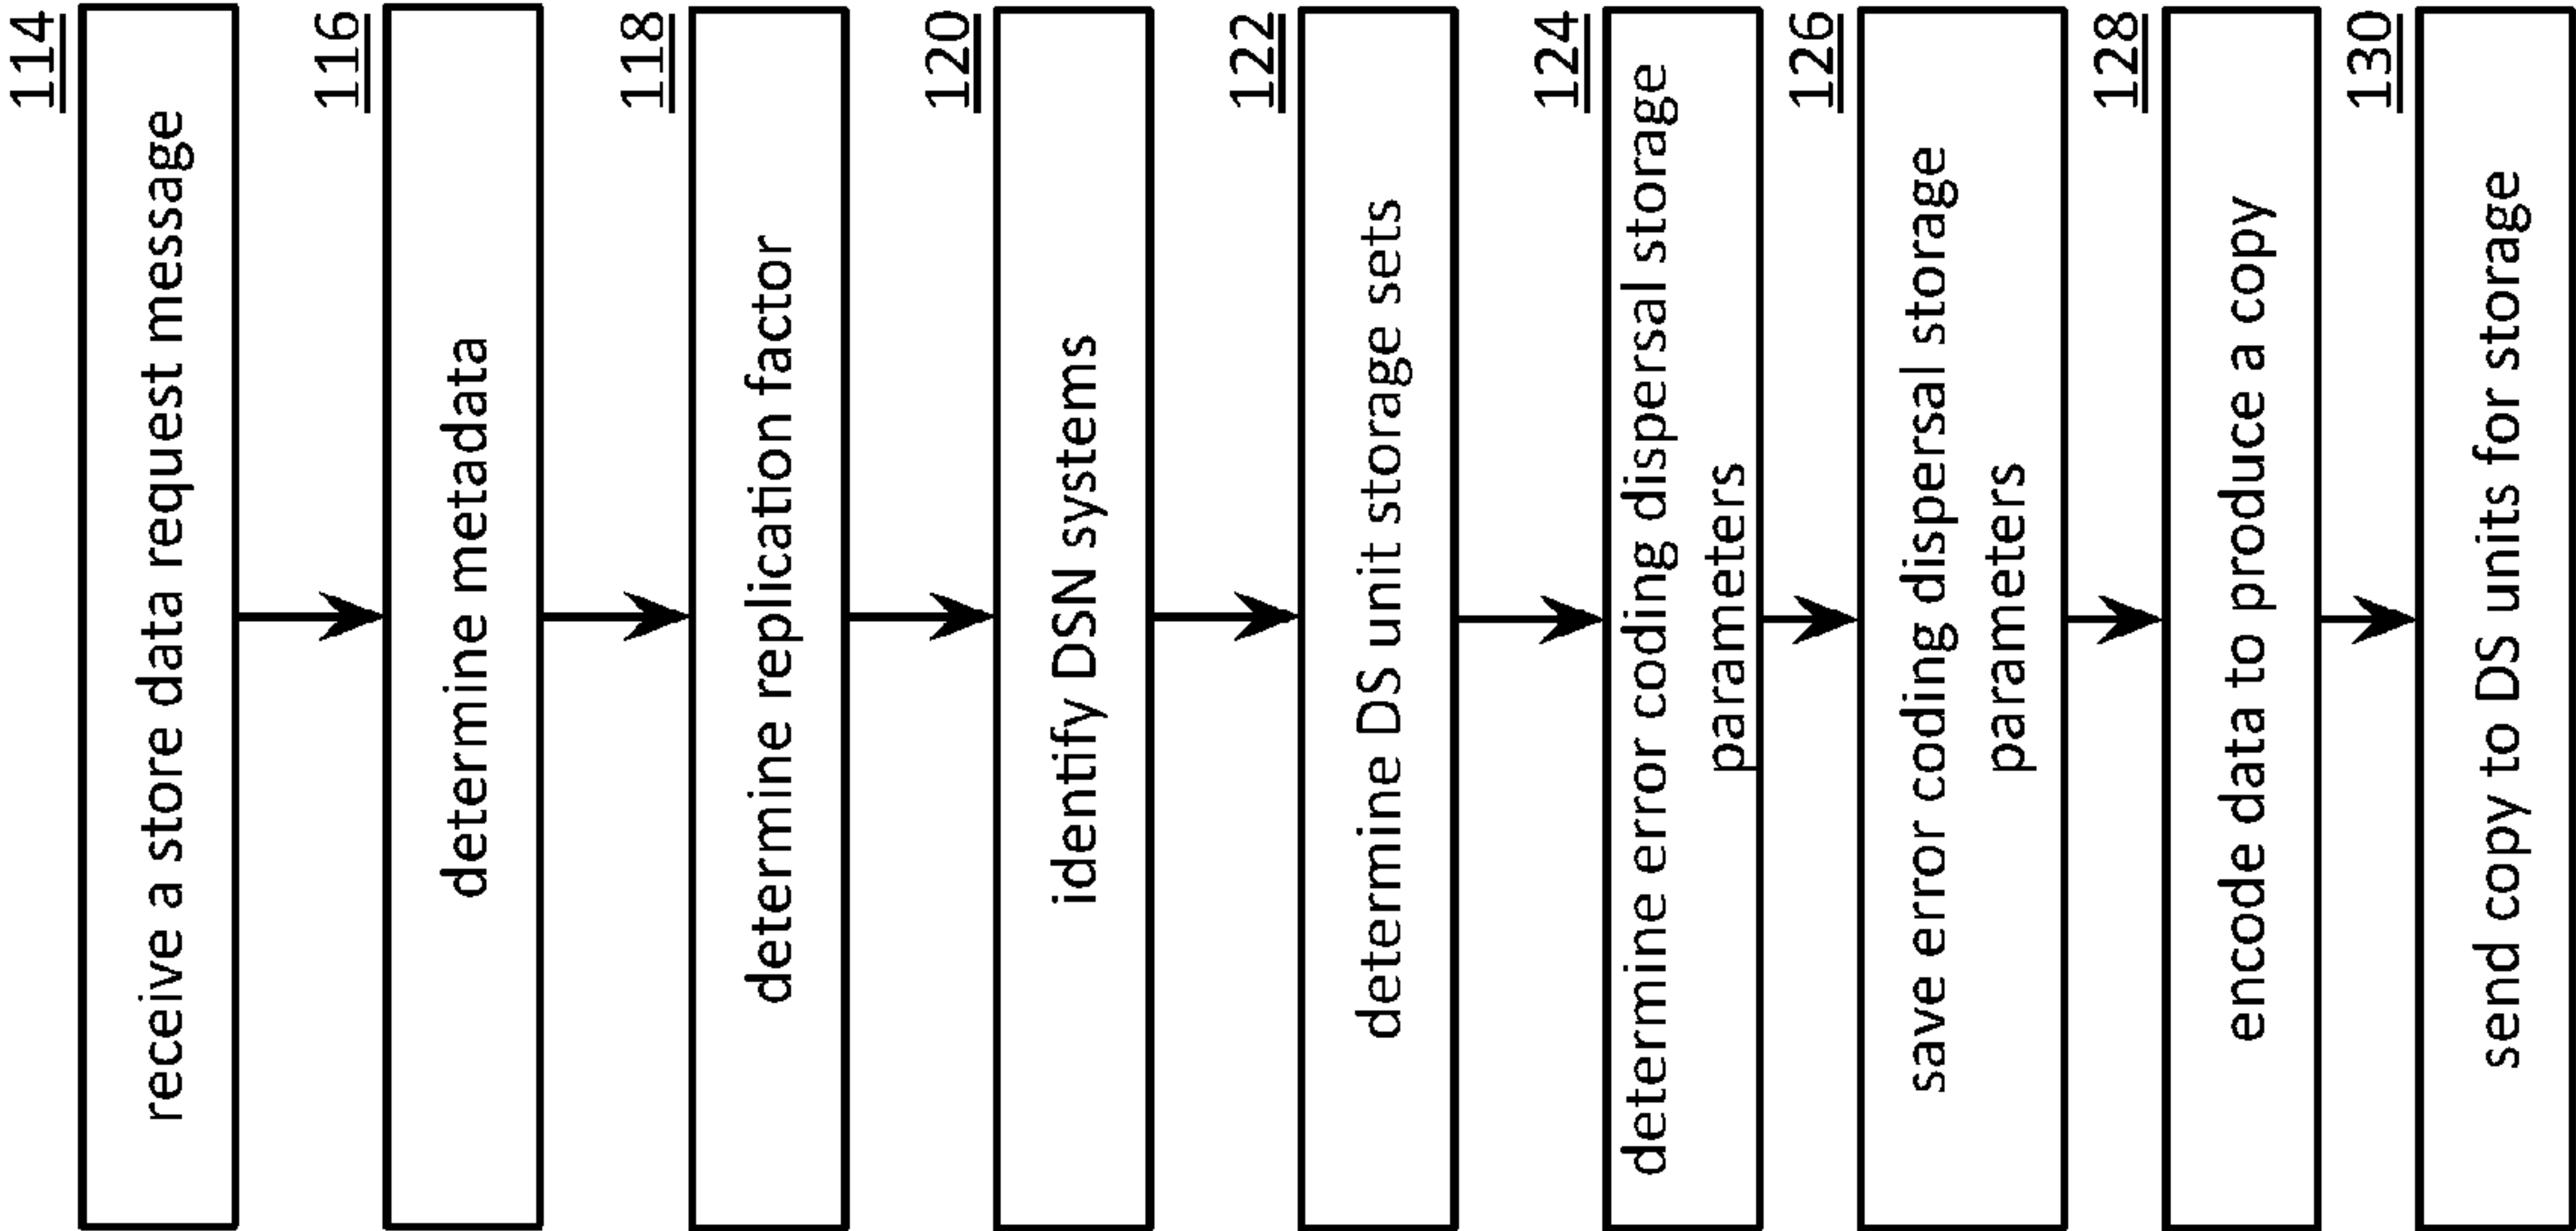 114
receive a store data request message
116
determine metadata
118
determine replication factor
120
identify DSN systems
122
determine DS unit storage sets
124
determine error coding dispersal storage
parameters
126
save error coding dispersal storage
parameters
128
encode data to produce a copy
130
send copy to DS units for storage